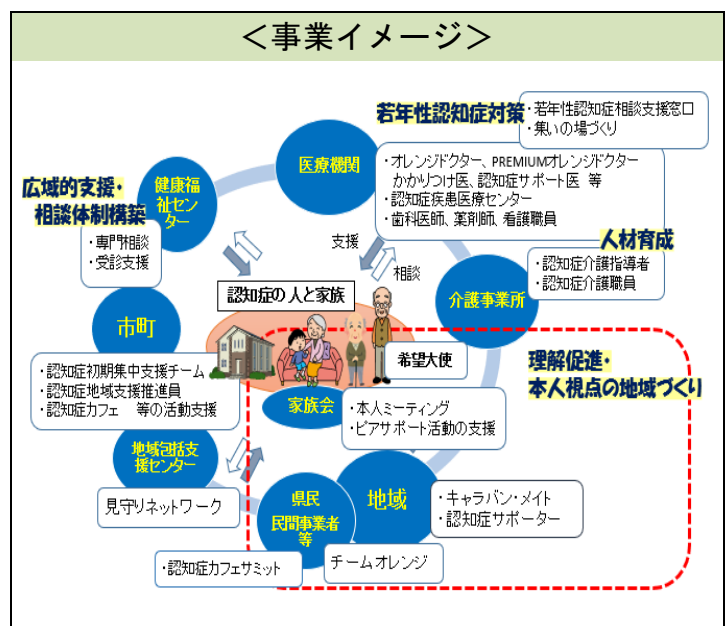 ＜事業イメージ＞
若年性認知症対策
・若年性認知症相談支援窓口
・集いの場づくり
医療機関
・オレンジドクター、PREMIUMオレンジドクター
かかりつけ医、認知症サポート医 等
・認知症疾患医療センター
・歯科医師、薬剤師、看護職員
広域的支援・
相談体制構築
健康福
祉セン
ター
・専門相談
・受診支援
支援
相談
人材育成
・認知症介護指導者
・認知症介護職員
介護事業所
認知症の人と家族
市町
・認知症初期集中支援チーム
・認知症地域支援推進員
・認知症カフェ 等の活動支援
希望大使
理解促進・
本人視点の地域づくり
家族会
・本人ミーティング
・ピアサポート活動の支援
地域包括支
援センター
見守りネットワーク
県民
民間事業者
等
地域
・キャラバン・メイト
・認知症サポーター
・認知症カフェサミット
チームオレンジ